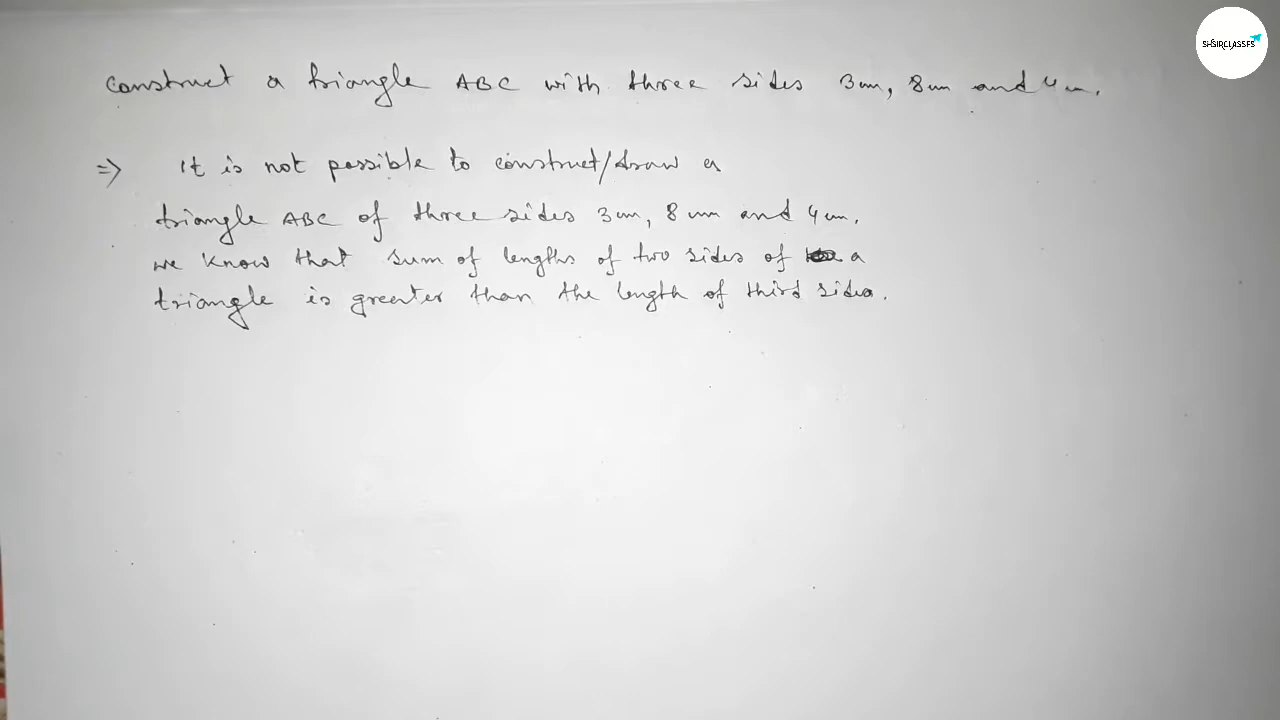 SHSIRCLASSES
construct a triangle ABC with three sides 3cm, 8cm and 4cm.
=> It is not possible to construct/draw a
triangle ABC of three sides 3cm, 8cm and 4cm.
we know that sum of lengths of two sides of a
triangle is greater than the length of third side.